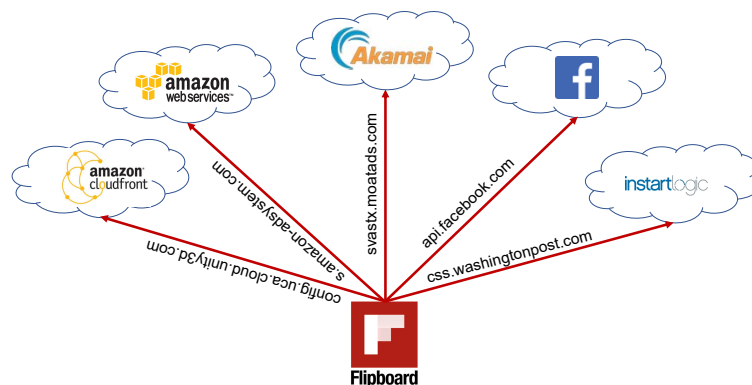 Akamai
amazon
web services™
f
amazon
cloudfront
instartlogic
config.uca.cloud.unity3d.com
s.amazon-adsystem.com
svastx.moatads.com
api.facebook.com
css.washingtonpost.com
Flipboard